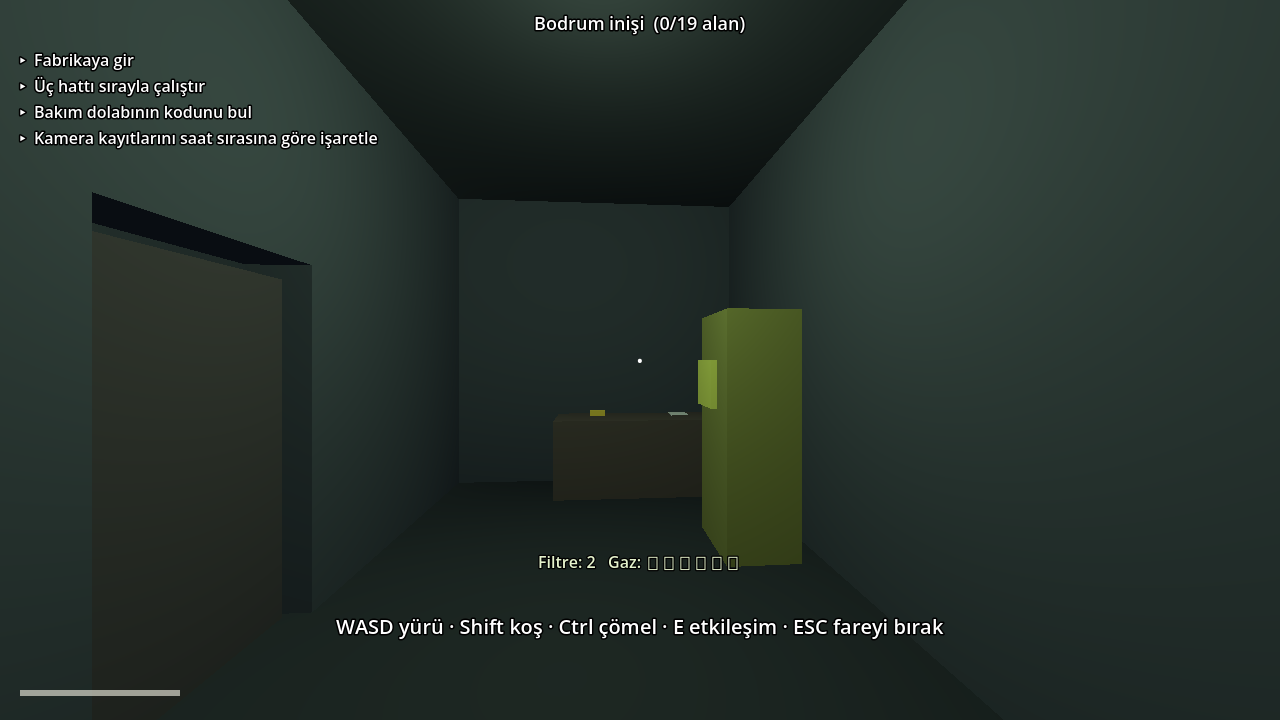 Bodrum inişi (0/19 alan)
▸ Fabrikaya gir
▸ Üç hattı sırayla çalıştır
▸ Bakım dolabının kodunu bul
▸ Kamera kayıtlarını saat sırasına göre işaretle
Filtre: 2 Gaz: □ □ □ □ □ □
WASD yürü · Shift koş · Ctrl çömel · E etkileşim · ESC fareyi bırak